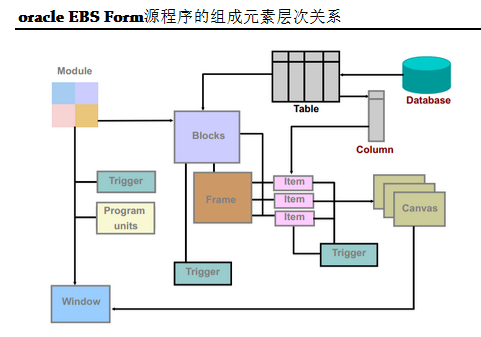 oracle EBS Form源程序的组成元素层次关系
Module
Table
Database
Blocks
Column
Trigger
Frame
Item
Item
Item
Canvas
Program
units
Trigger
Trigger
Window